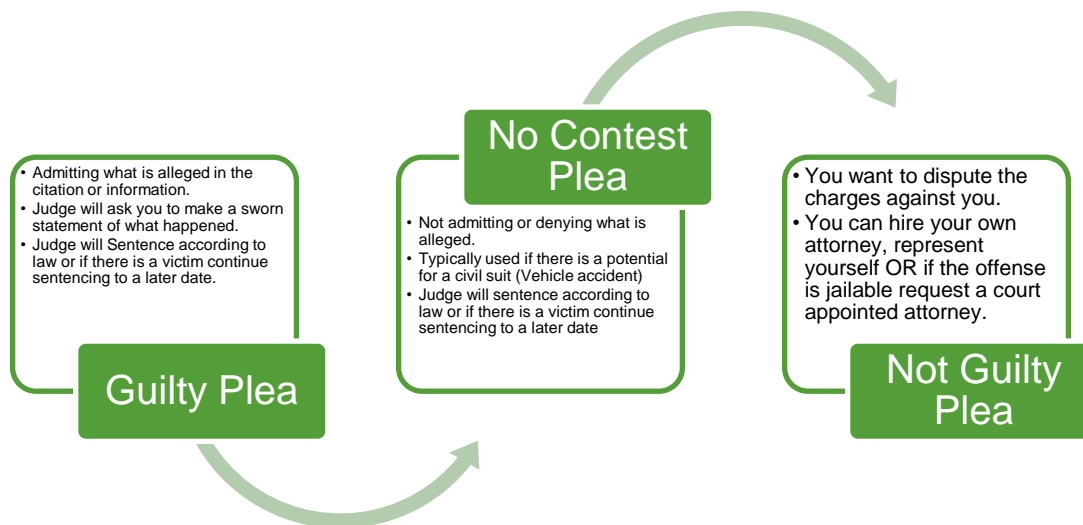 • Admitting what is alleged in the
citation or information.
• Judge will ask you to make a sworn
statement of what happened.
• Judge will Sentence according to
law or if there is a victim continue
sentencing to a later date.
Guilty Plea
No Contest
Plea
• Not admitting or denying what is
alleged.
• Typically used if there is a potential
for a civil suit (Vehicle accident)
• Judge will sentence according to
law or if there is a victim continue
sentencing to a later date
• You want to dispute the
charges against you.
• You can hire your own
attorney, represent
yourself OR if the offense
is jailable request a court
appointed attorney.
Not Guilty
Plea